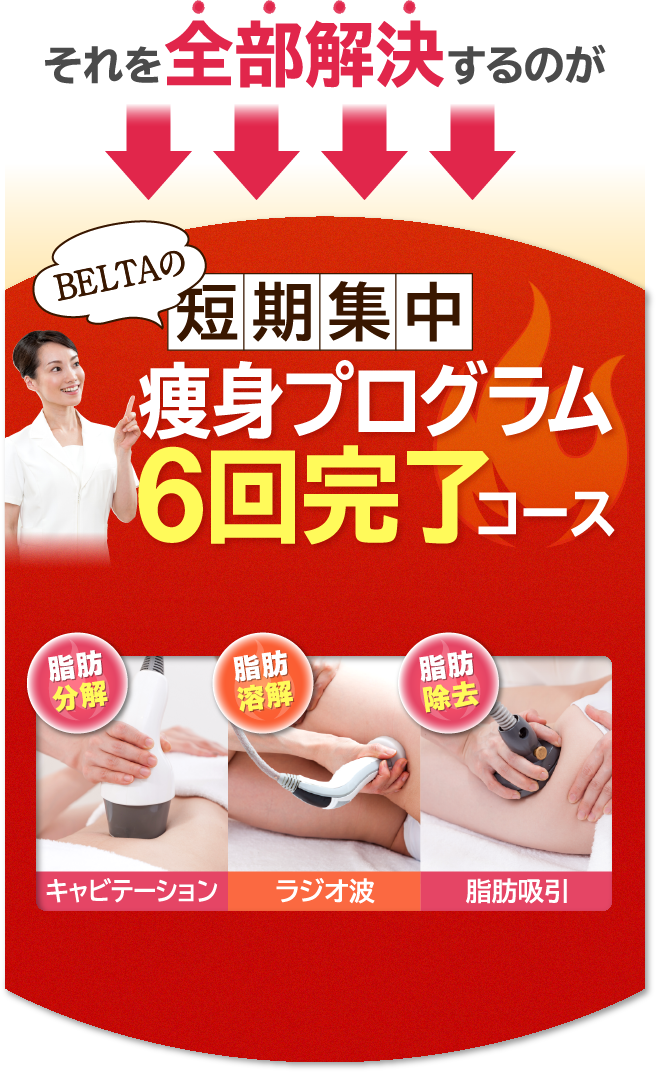 それを全部解決するのが
BELTAの
短期集中
痩身プログラム
6回完了コース
脂肪
分解
脂肪
溶解
脂肪
除去
キャビテーション
ラジオ波
脂肪吸引